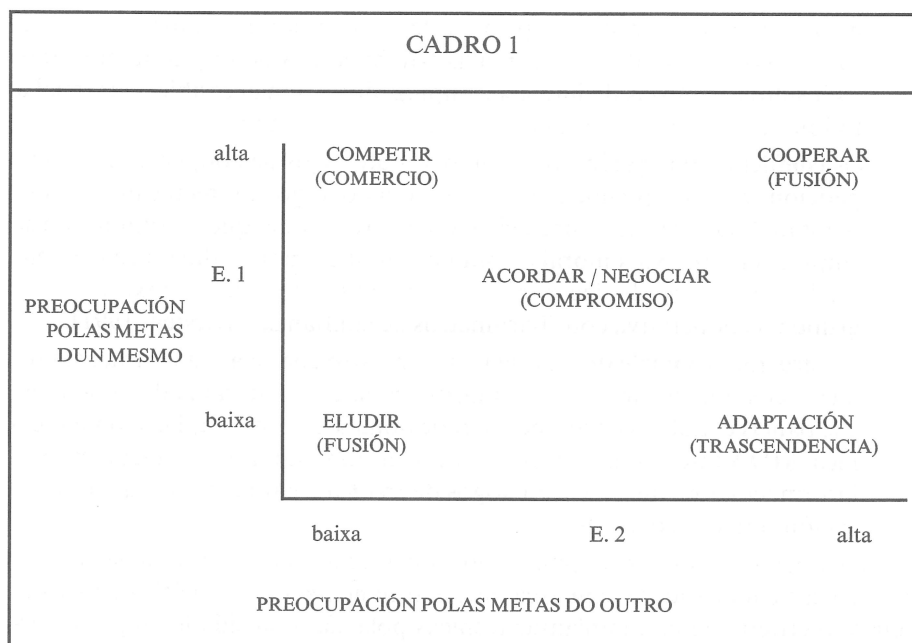 CADRO 1
alta
COMPETIR
(COMERCIO)
COOPERAR
(FUSIÓN)
E. 1
ACORDAR / NEGOCIAR
(COMPROMISO)
PREOCUPACIÓN
POLAS METAS
DUN MESMO
baixa
ELUDIR
(FUSIÓN)
ADAPTACIÓN
(TRASCENDENCIA)
baixa
E. 2
alta
PREOCUPACIÓN POLAS METAS DO OUTRO